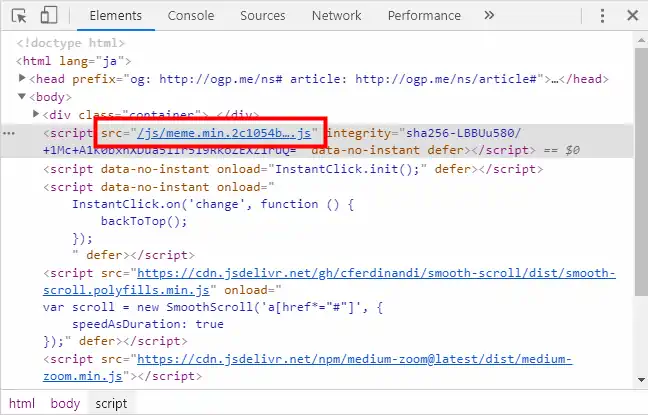 Elements Console Sources Network Performance »
<!doctype html>
<html lang="ja">
<head prefix="og: http://ogp.me/ns# article: http://ogp.me/ns/article#">…</head>
<body>
<div class="container">…</div>
<script src="/js/meme.min.2c1054b….js" integrity="sha256-LBBUu580/
data-no-instant defer></script> == $0
<script data-no-instant onload="InstantClick.init();" defer></script>
<script data-no-instant onload="
InstantClick.on('change', function () {
backToTop();
});
" defer></script>
<script src="https://cdn.jsdelivr.net/gh/cferdinandi/smooth-scroll/dist/smooth-
scroll.polyfills.min.js" onload="
var scroll = new SmoothScroll('a[href*="#"]', {
speedAsDuration: true
});" defer></script>
<script src="https://cdn.jsdelivr.net/npm/medium-zoom@latest/dist/medium-
zoom.min.js"></script>
html body script